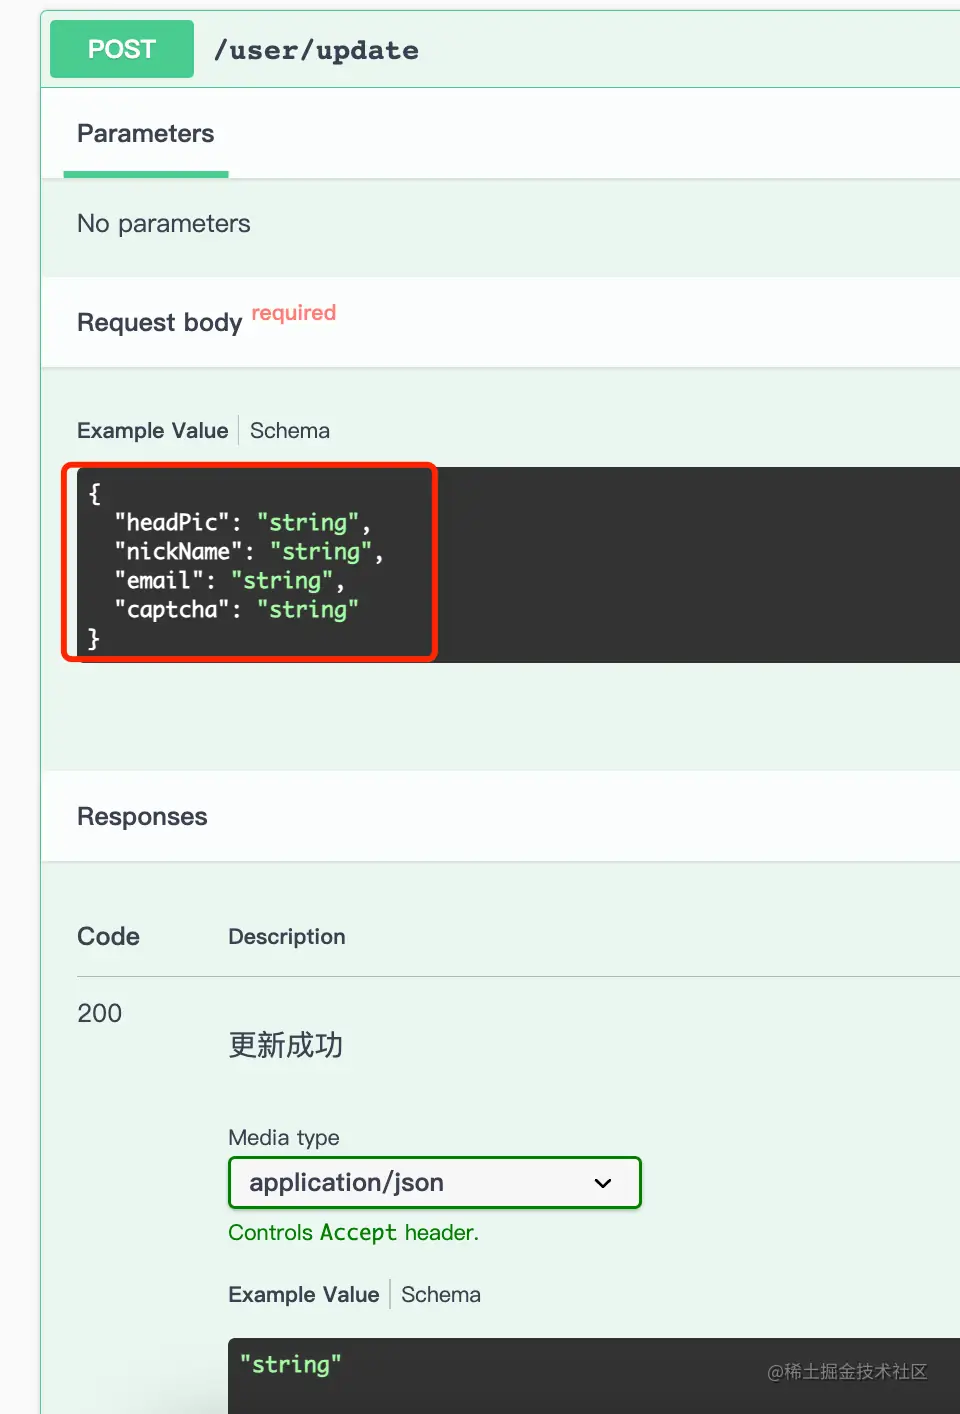 POST /user/update
Parameters
No parameters
Request body required
Example Value Schema
{
"headPic": "string",
"nickName": "string",
"email": "string",
"captcha": "string"
}
Responses
Code Description
200
更新成功
Media type
application/json
Controls Accept header.
Example Value Schema
"string"
@稀土掘金技术社区